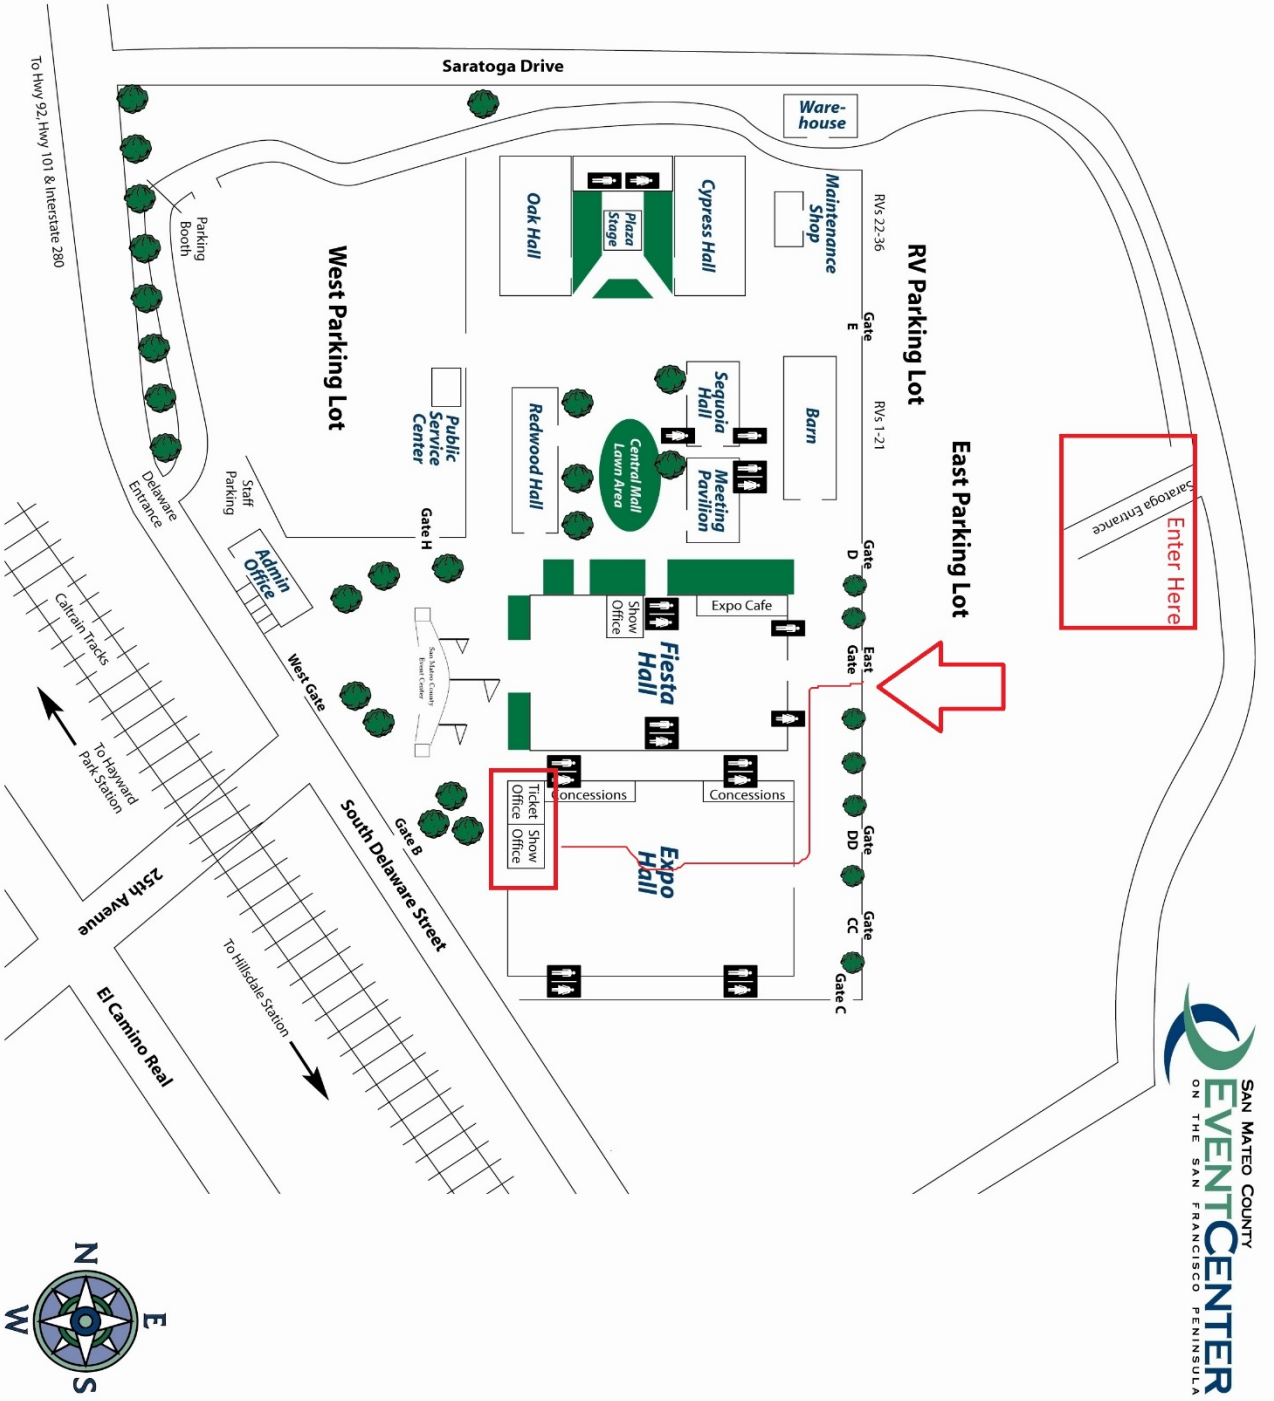 Saratoga Drive
To Hwy 92, Hwy 101 & Interstate 280
Ware-
house
Parking
Booth
West Parking Lot
Oak Hall
Plaza
Stage
Cypress Hall
Maintenance
Shop
RVs 22-36
RV Parking Lot
Gate
E
RVs 1-21
East Parking Lot
Public
Service
Center
Redwood Hall
Central Mall
Lawn Area
Sequoia
Hall
Meeting
Pavilion
Barn
Saratoga Entrance
Enter Here
Delaware
Entrance
Staff
Parking
Admin
Office
Gate H
Gate
D
Show
Office
Expo Cafe
Fiesta
Hall
East
Gate
San Mateo County
Event Center
West Gate
Caltrain Tracks
To Hayward
Park Station
Ticket
Office
Show
Office
Concessions
Concessions
Expo
Hall
Gate B
Gate
DD
Gate
CC
Gate C
South Delaware Street
25th Avenue
To Hillsdale Station
El Camino Real
SAN MATEO COUNTY
EVENTCENTER
ON THE SAN FRANCISCO PENINSULA
N
E
W
S